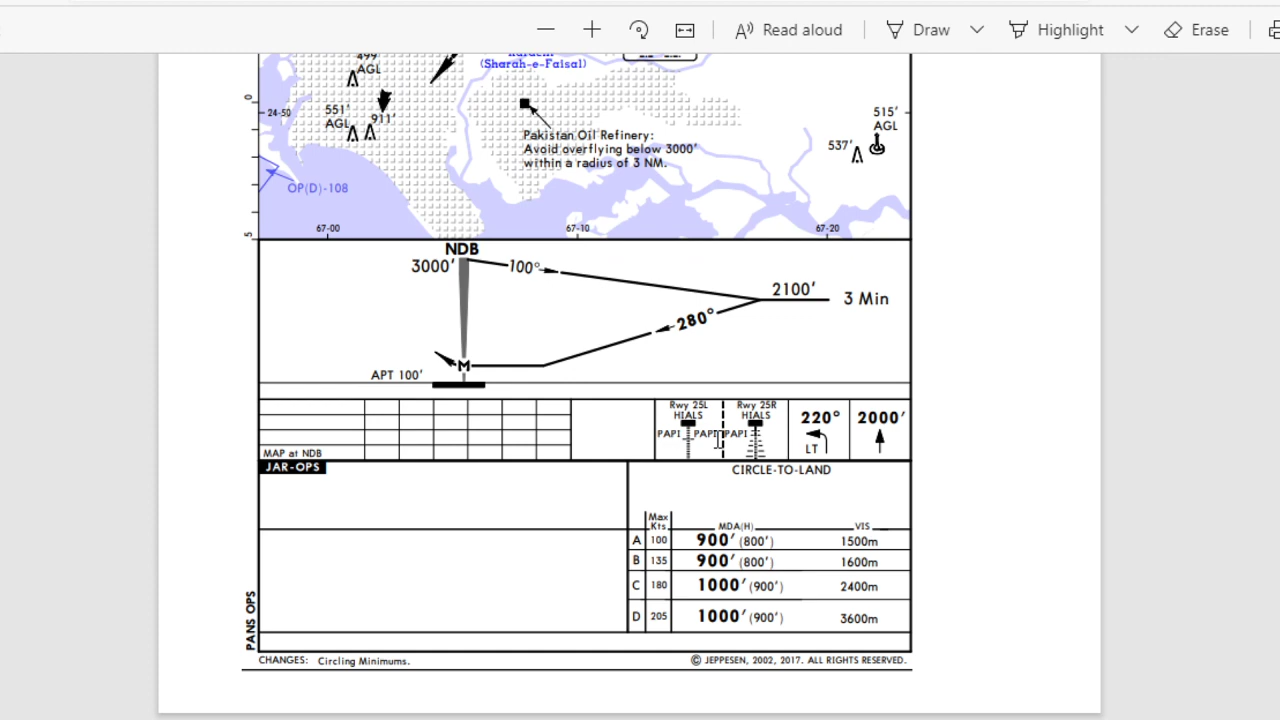 Read aloud
Draw
Highlight
Erase
499'
AGL
(Sharah-e-Faisal)
0
24-50
551'
AGL
911'
515'
AGL
Pakistan Oil Refinery:
537'
Avoid overflying below 3000'
within a radius of 3 NM.
OP(D)-108
5
67-00
67-10
67-20
NDB
3000'
100°
2100'
3 Min
280°
M
APT 100'
Rwy 25L
HIALS
Rwy 25R
HIALS
PAPI
PAPI
PAPI
220°
LT
2000'
MAP at NDB
JAR-OPS
CIRCLE-TO-LAND
Max
Kts
MDA(H)
VIS
A 100 900' (800') 1500m
B 135 900' (800') 1600m
C 180 1000' (900') 2400m
D 205 1000' (900') 3600m
PANS OPS
CHANGES: Circling Minimums.
© JEPPESEN, 2002, 2017. ALL RIGHTS RESERVED.